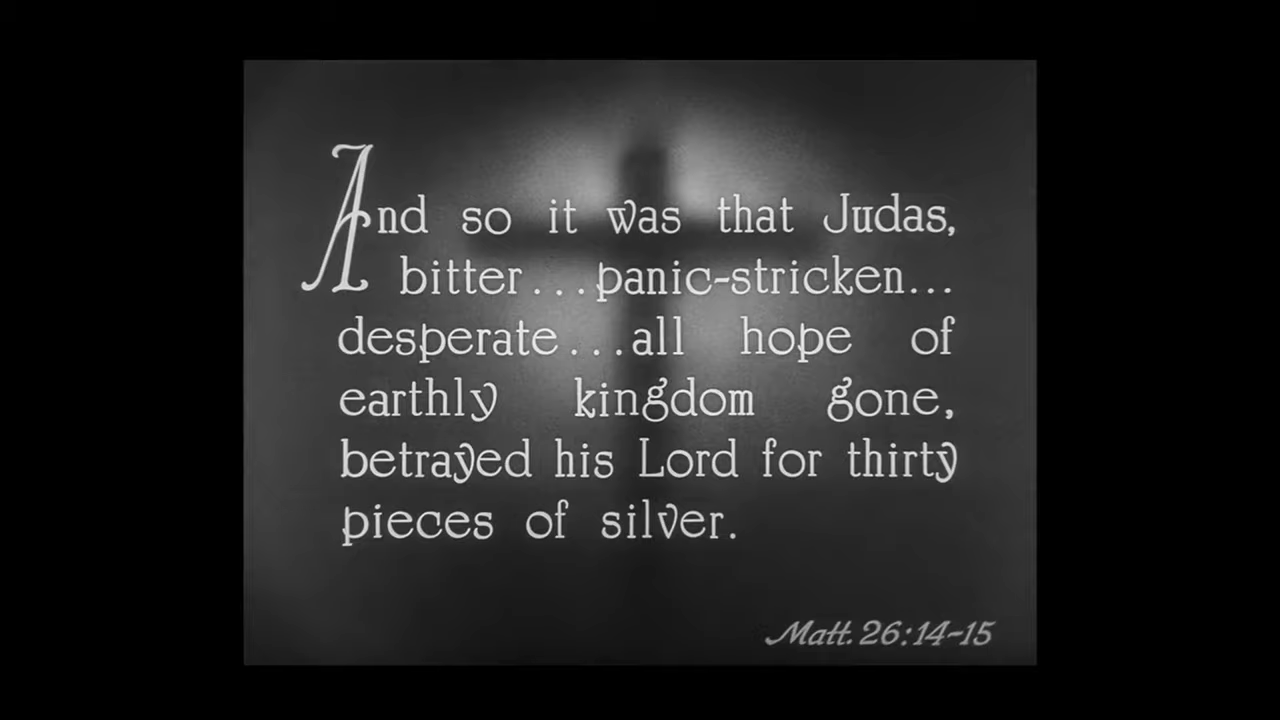 And so it was that Judas,
bitter...panic-stricken...
desperate...all hope of
earthly kingdom gone,
betrayed his Lord for thirty
pieces of silver.
Matt. 26:14-15